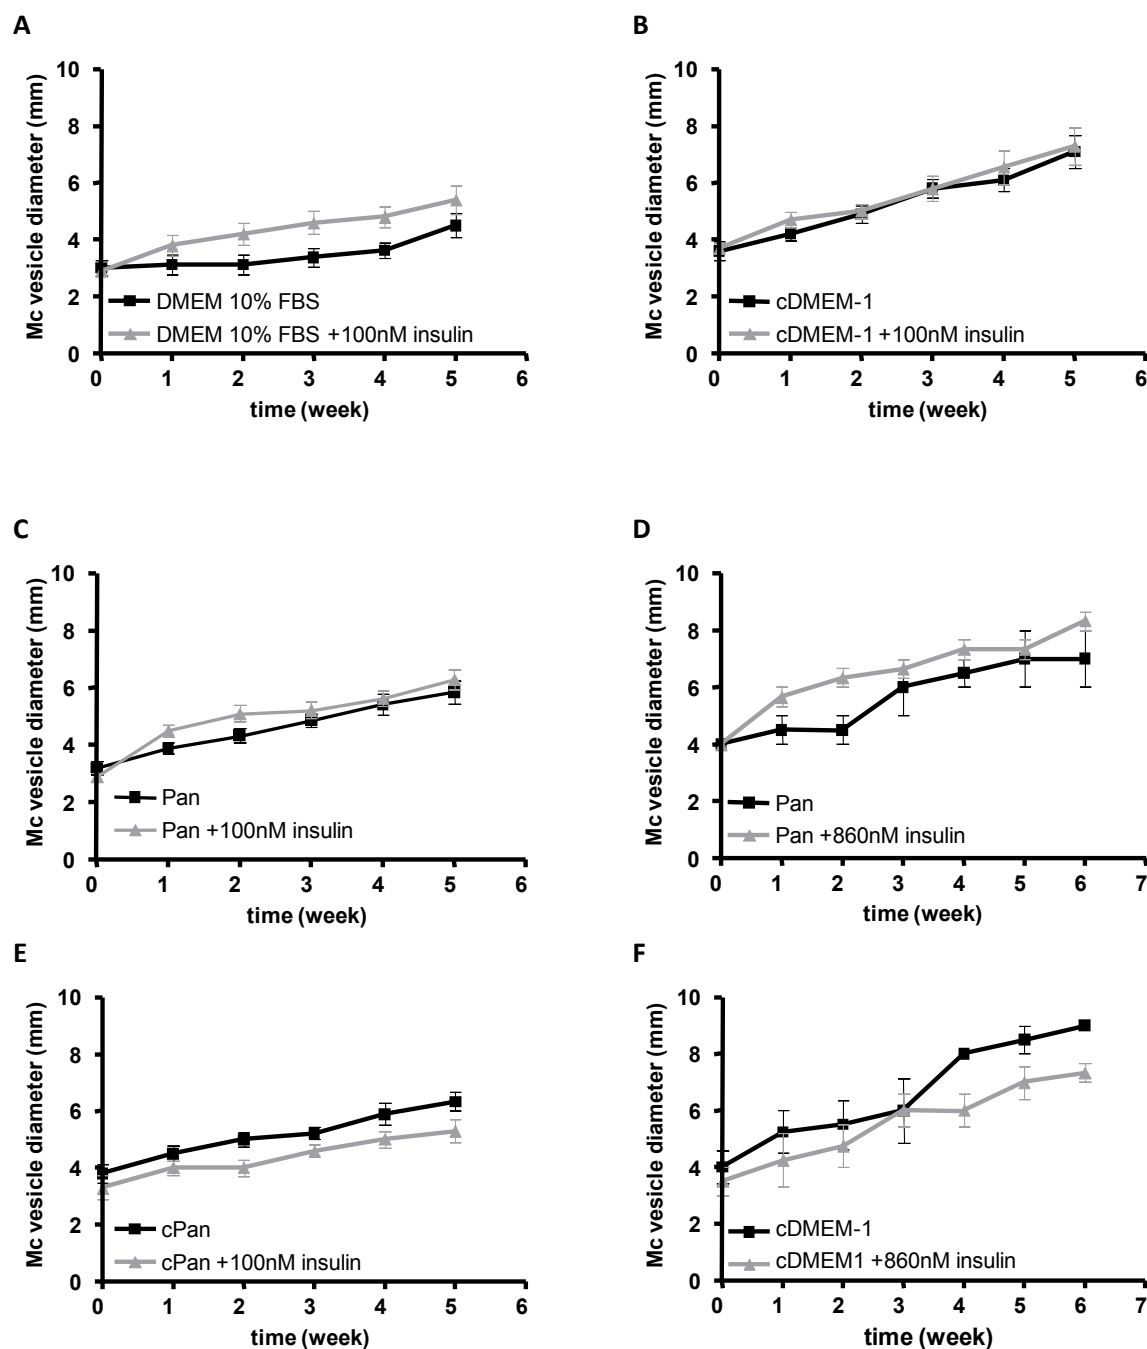 A
Mc vesicle diameter (mm)
10
8
6
4
2
0
DMEM 10% FBS
DMEM 10% FBS +100nM insulin
0 1 2 3 4 5 6
time (week)
B
Mc vesicle diameter (mm)
10
8
6
4
2
0
cDMEM-1
cDMEM-1 +100nM insulin
0 1 2 3 4 5 6
time (week)
C
Mc vesicle diameter (mm)
10
8
6
4
2
0
Pan
Pan +100nM insulin
0 1 2 3 4 5 6
time (week)
D
Mc vesicle diameter (mm)
10
8
6
4
2
0
Pan
Pan +860nM insulin
0 1 2 3 4 5 6 7
time (week)
E
Mc vesicle diameter (mm)
10
8
6
4
2
0
cPan
cPan +100nM insulin
0 1 2 3 4 5 6
time (week)
F
Mc vesicle diameter (mm)
10
8
6
4
2
0
cDMEM-1
cDMEM1 +860nM insulin
0 1 2 3 4 5 6 7
time (week)